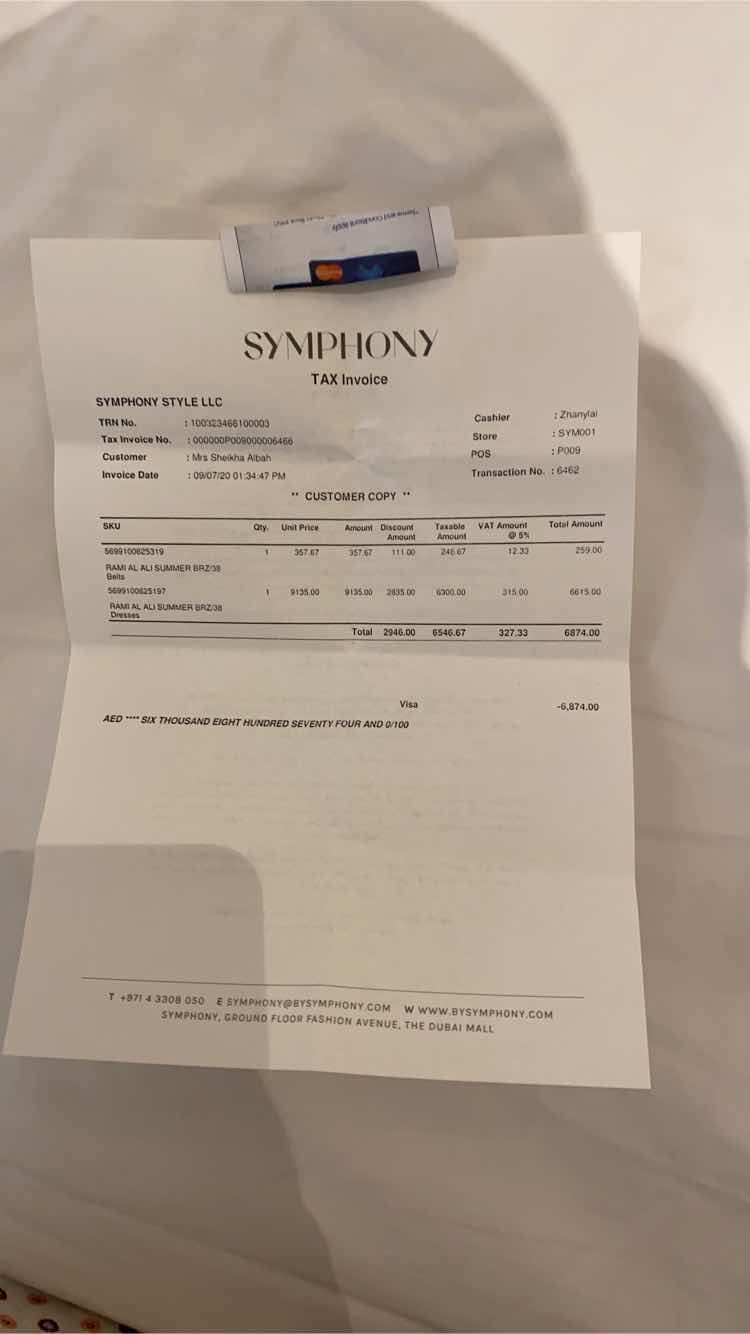 Terms and Conditions apply
SYMPHONY
TAX Invoice
SYMPHONY STYLE LLC
TRN No. : 100323466100003
Tax Invoice No. : 000000P009000006466
Customer : Mrs Sheikha Albah
Invoice Date : 09/07/20 01:34:47 PM
Cashier : Zhanylai
Store : SYM001
POS : P009
Transaction No. : 6462
** CUSTOMER COPY **
SKU Qty. Unit Price Amount Discount Amount Taxable Amount VAT Amount @ 5% Total Amount
5699100625319 1 357.67 357.67 111.00 246.67 12.33 259.00
RAMI AL ALI SUMMER BRZ/38
Belts
5699100625197 1 9135.00 9135.00 2835.00 6300.00 315.00 6615.00
RAMI AL ALI SUMMER BRZ/38
Dresses
Total 2946.00 6546.67 327.33 6874.00
Visa -6,874.00
AED **** SIX THOUSAND EIGHT HUNDRED SEVENTY FOUR AND 0/100
T +971 4 3308 050 E SYMPHONY@BYSYMPHONY.COM W WWW.BYSYMPHONY.COM
SYMPHONY, GROUND FLOOR FASHION AVENUE, THE DUBAI MALL